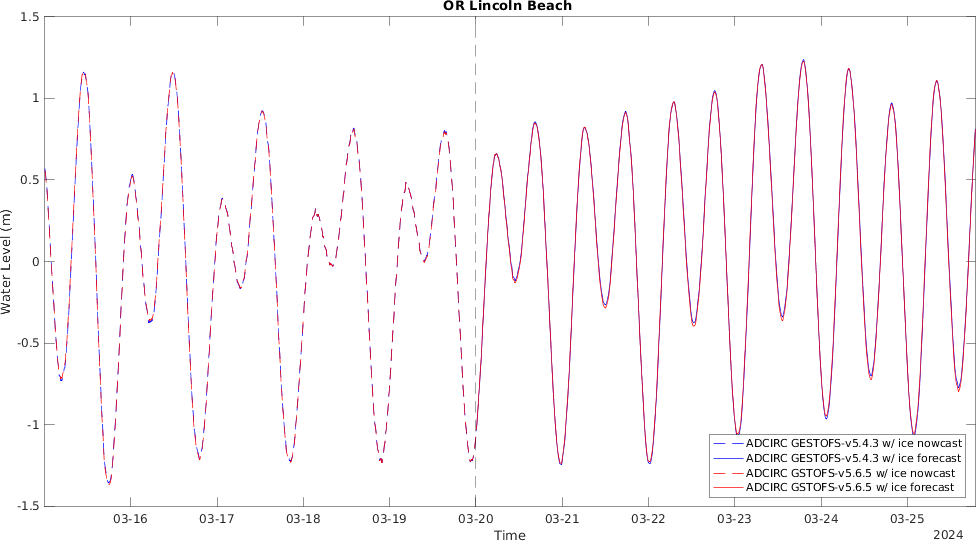 OR Lincoln Beach
1.5
1
0.5
0
-0.5
-1
-1.5
Water Level (m)
ADCIRC GESTOFS-v5.4.3 w/ ice nowcast
ADCIRC GESTOFS-v5.4.3 w/ ice forecast
ADCIRC GSTOFS-v5.6.5 w/ ice nowcast
ADCIRC GSTOFS-v5.6.5 w/ ice forecast
03-16 03-17 03-18 03-19 03-20 03-21 03-22 03-23 03-24 03-25
Time
2024